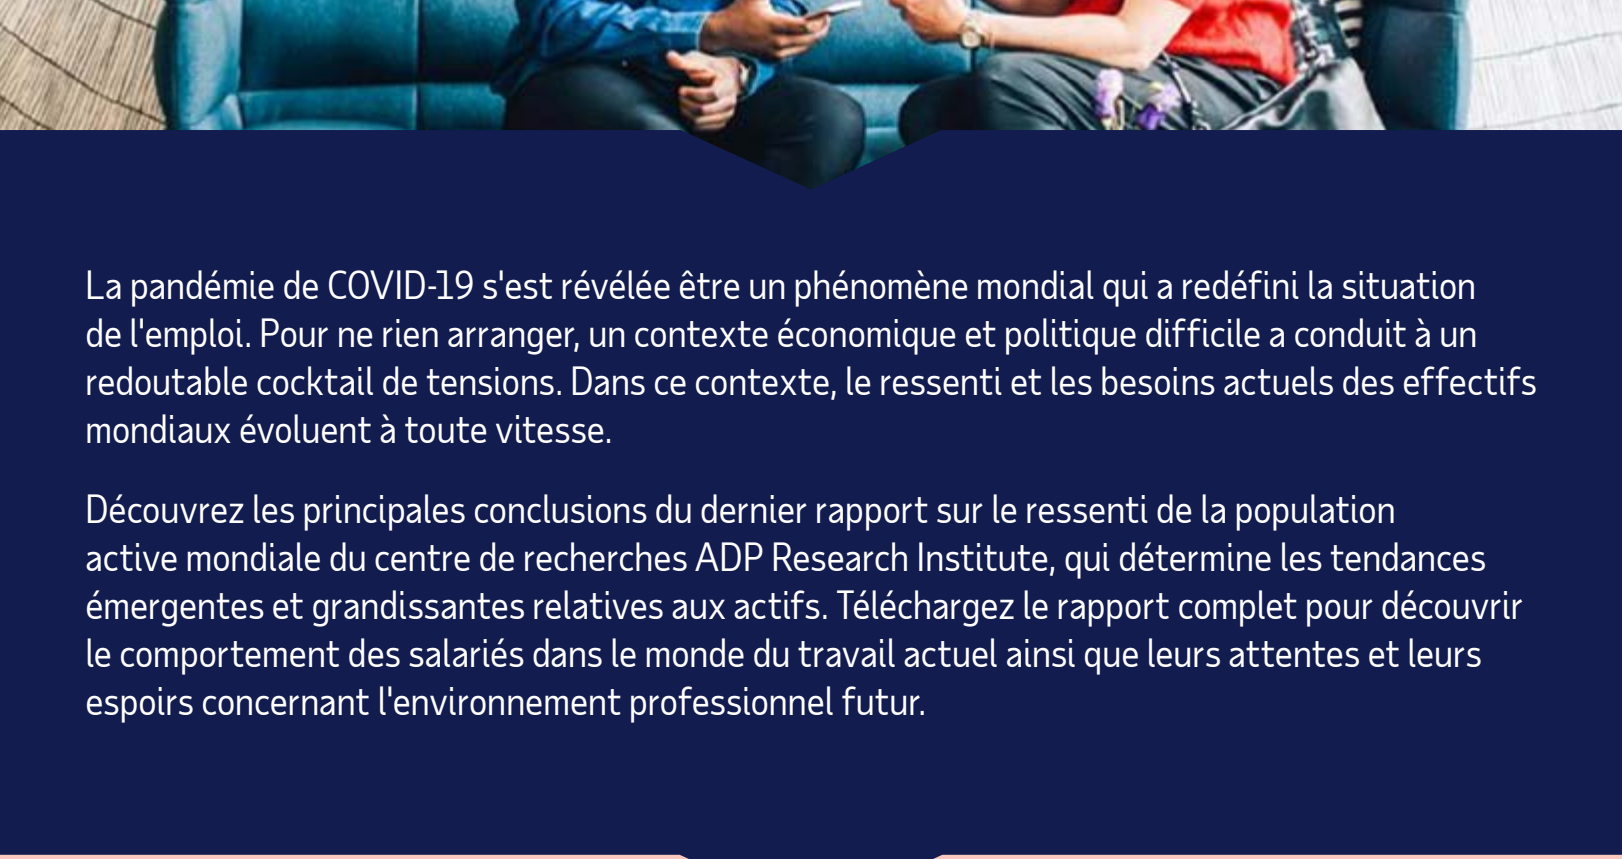 La pandémie de COVID-19 s'est révélée être un phénomène mondial qui a redéfini la situation
de l'emploi. Pour ne rien arranger, un contexte économique et politique difficile a conduit à un
redoutable cocktail de tensions. Dans ce contexte, le ressenti et les besoins actuels des effectifs
mondiaux évoluent à toute vitesse.
Découvrez les principales conclusions du dernier rapport sur le ressenti de la population
active mondiale du centre de recherches ADP Research Institute, qui détermine les tendances
émergentes et grandissantes relatives aux actifs. Téléchargez le rapport complet pour découvrir
le comportement des salariés dans le monde du travail actuel ainsi que leurs attentes et leurs
espoirs concernant l'environnement professionnel futur.